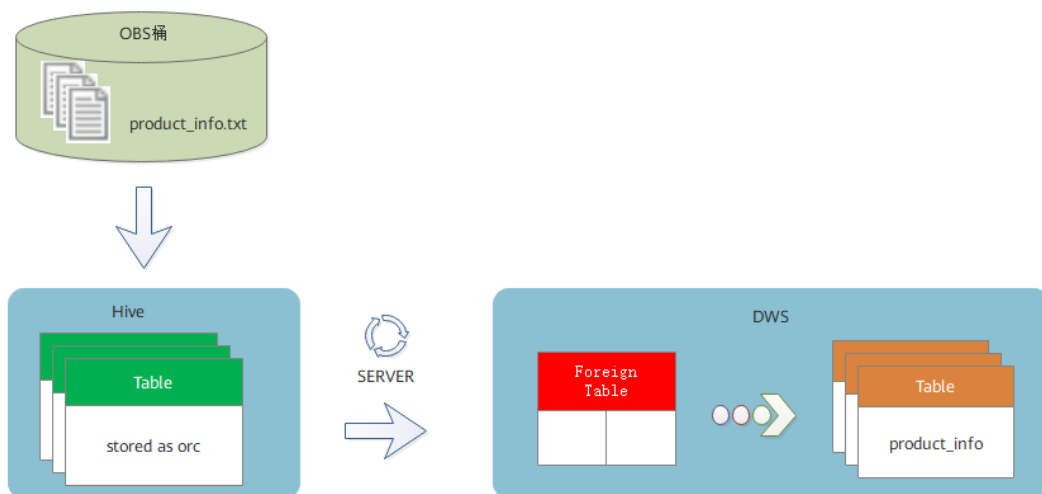 OBS桶
product_info.txt
Hive
Table
stored as orc
SERVER
DWS
Foreign
Table
Table
product_info